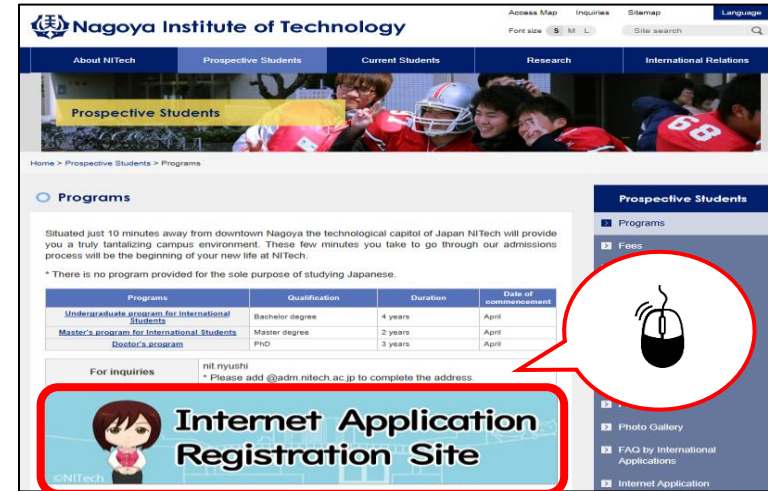 Nagoya Institute of Technology
Access Map Inquiries Sitemap Language
Font size S M L Site search
About NITech Prospective Students Current Students Research International Relations
Prospective Students
68
Home > Prospective Students > Programs
Programs
Situated just 10 minutes away from downtown Nagoya the technological capitol of Japan NITech will provide
you a truly tantalizing campus environment. These few minutes you take to go through our admissions
process will be the beginning of your new life at NITech.
* There is no program provided for the sole purpose of studying Japanese.
Programs Qualification Duration Date of
commencement
Undergraduate program for International
Students
Bachelor degree 4 years April
Master's program for International Students Master degree 2 years April
Doctor's program PhD 3 years April
For inquiries
nit.nyushi
* Please add @adm.nitech.ac.jp to complete the address.
Internet Application
Registration Site
©NITech
Prospective Students
Programs
Fees
Photo Gallery
FAQ by International
Applications
Internet Application